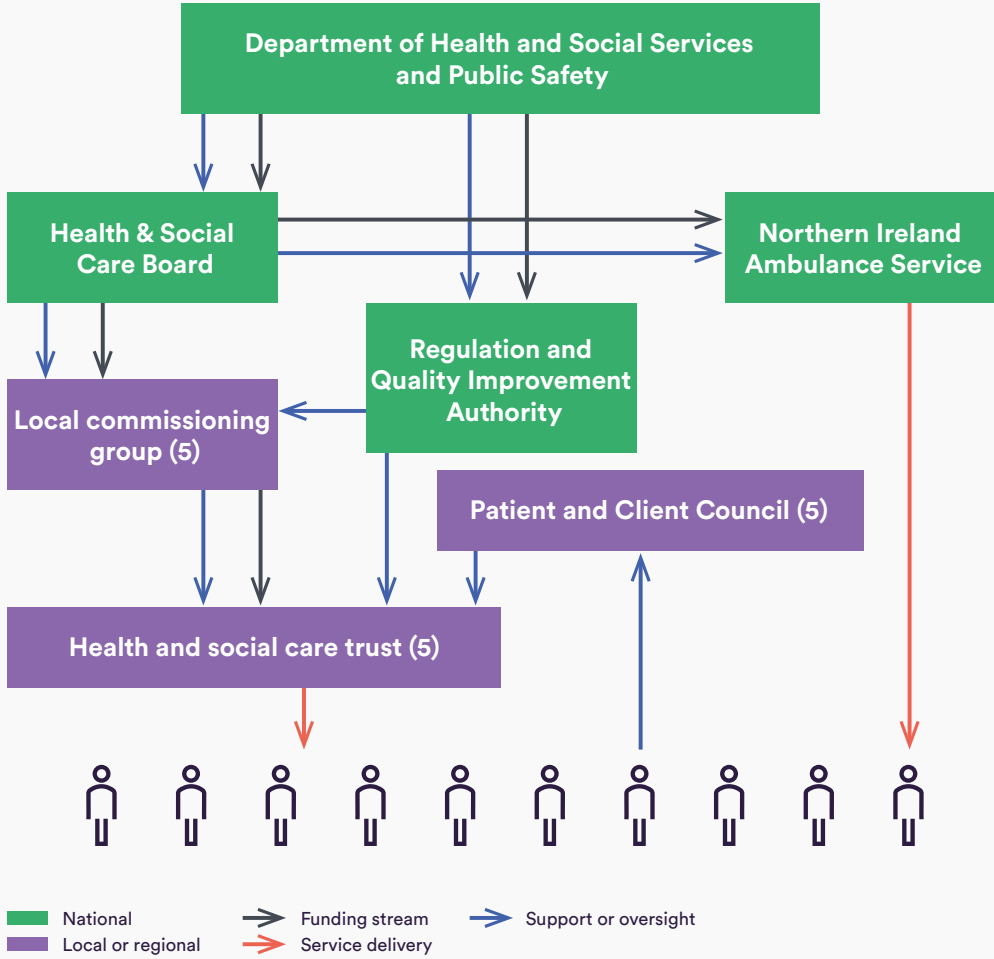 Department of Health and Social Services
and Public Safety
Health & Social
Care Board
Northern Ireland
Ambulance Service
Regulation and
Quality Improvement
Authority
Local commissioning
group (5)
Patient and Client Council (5)
Health and social care trust (5)
National
Funding stream
Support or oversight
Local or regional
Service delivery